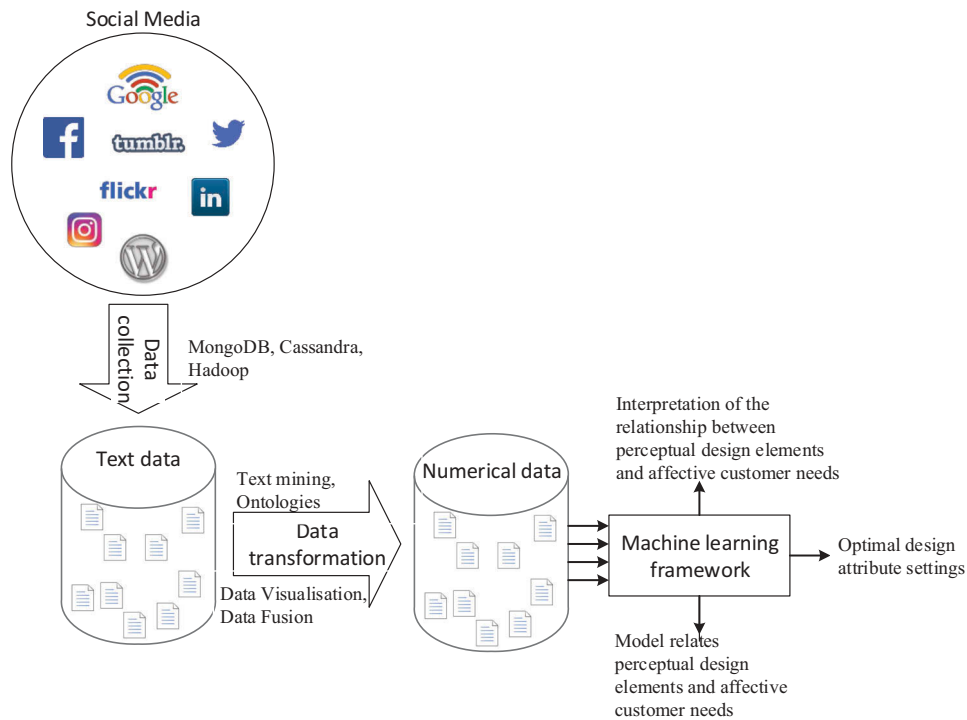 Social Media
Google
f
tumblr.
flickr
in
W
Data
collection
MongoDB, Cassandra,
Hadoop
Text data
Text mining,
Ontologies
Data
transformation
Data Visualisation,
Data Fusion
Numerical data
Interpretation of the
relationship between
perceptual design elements
and affective customer needs
Machine learning
framework
Optimal design
attribute settings
Model relates
perceptual design
elements and affective
customer needs